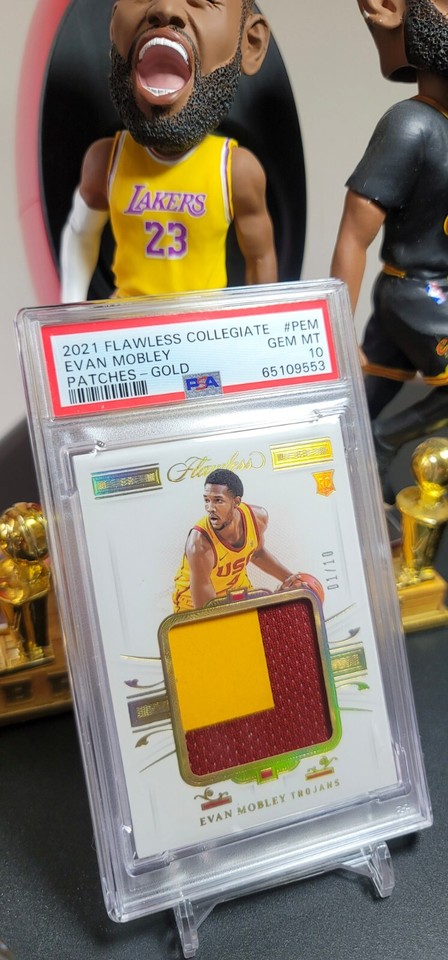 LAKERS
23
2021 FLAWLESS COLLEGIATE #PEM
EVAN MOBLEY GEM MT
PATCHES - GOLD 10
PSA 65109553
Flawless
RC
USC
4
01/10
EVAN MOBLEY TROJANS